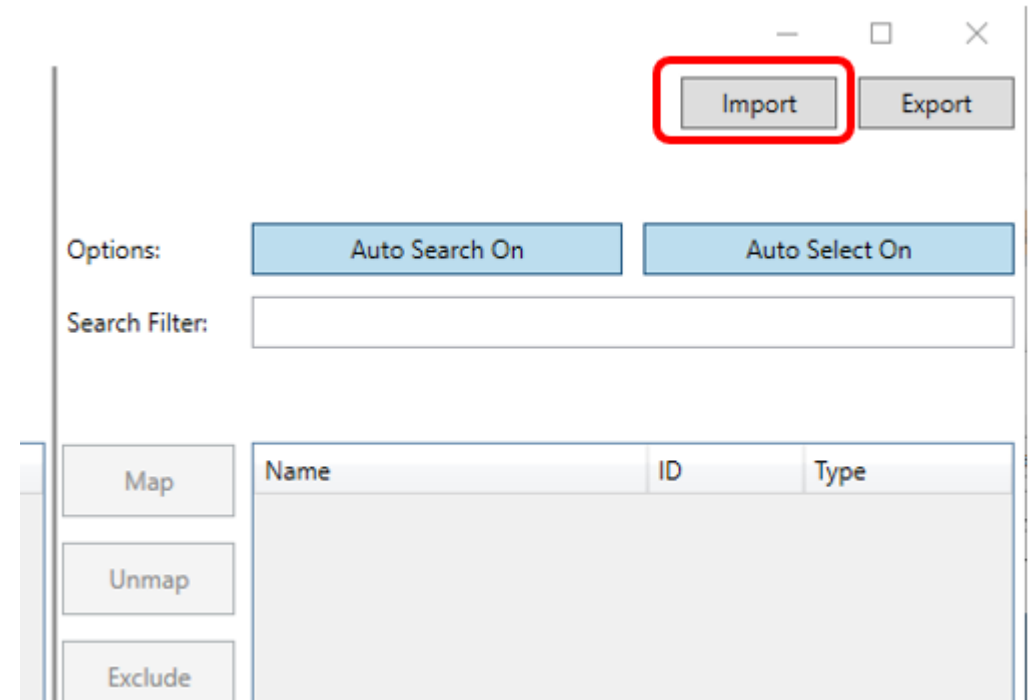 Import Export
Options: Auto Search On Auto Select On
Search Filter:
Map Name ID Type
Unmap
Exclude